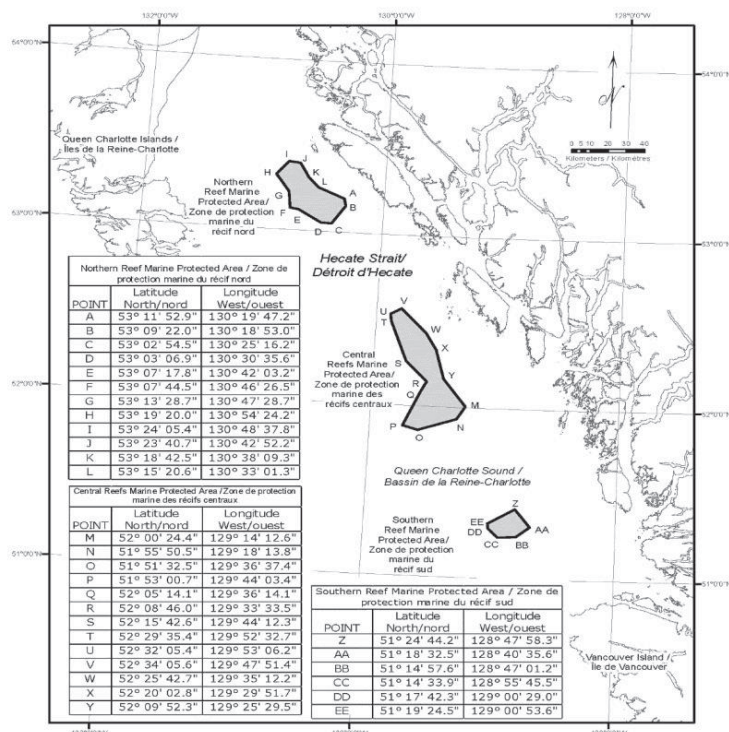 132°0'0"W 130°0'0"W 128°0'0"W
54°0'0"N
54°0'0"N
Queen Charlotte Islands /
Îles de la Reine-Charlotte
0 5 10 20 30 40
Kilometers / Kilomètres
I J
H K
L
G A
F B
E
D C
Northern
Reef Marine
Protected Area/
Zone de protection
marine du
récif nord
53°0'0"N
53°0'0"N
Hecate Strait/
Détroit d'Hecate
U V
T W
X
S Y
R
Q M
P N
O
Central
Reefs Marine
Protected Area/
Zone de protection
marine des
récifs centraux
52°0'0"N
52°0'0"N
Queen Charlotte Sound /
Bassin de la Reine-Charlotte
Z
EE AA
DD
CC BB
Southern
Reef Marine
Protected Area/
Zone de protection
marine du
récif sud
51°0'0"N
51°0'0"N
Vancouver Island /
Île de Vancouver
Northern Reef Marine Protected Area / Zone de
protection marine du récif nord
Latitude Longitude
POINT North/nord West/ouest
A 53° 11' 52.9" 130° 19' 47.2"
B 53° 09' 22.0" 130° 18' 53.0"
C 53° 02' 54.5" 130° 25' 16.2"
D 53° 03' 06.9" 130° 30' 35.6"
E 53° 07' 17.8" 130° 42' 03.2"
F 53° 07' 44.5" 130° 46' 26.5"
G 53° 13' 28.7" 130° 47' 28.7"
H 53° 19' 20.0" 130° 54' 24.2"
I 53° 24' 05.4" 130° 48' 37.8"
J 53° 23' 40.7" 130° 42' 52.2"
K 53° 18' 42.5" 130° 38' 09.3"
L 53° 15' 20.6" 130° 33' 01.3"
Central Reefs Marine Protected Area /Zone de protection
marine des récifs centraux
Latitude Longitude
POINT North/nord West/ouest
M 52° 00' 24.4" 129° 14' 12.6"
N 51° 55' 50.5" 129° 18' 13.8"
O 51° 51' 32.5" 129° 36' 37.4"
P 51° 53' 00.7" 129° 44' 03.4"
Q 52° 05' 14.1" 129° 36' 14.1"
R 52° 08' 46.0" 129° 33' 33.5"
S 52° 15' 42.6" 129° 44' 12.3"
T 52° 29' 35.4" 129° 52' 32.7"
U 52° 32' 05.4" 129° 53' 06.2"
V 52° 34' 05.6" 129° 47' 51.4"
W 52° 25' 42.7" 129° 35' 12.2"
X 52° 20' 02.8" 129° 29' 51.7"
Y 52° 09' 52.3" 129° 25' 29.5"
Southern Reef Marine Protected Area / Zone de
protection marine du récif sud
Latitude Longitude
POINT North/nord West/ouest
Z 51° 24' 44.2" 128° 47' 58.3"
AA 51° 18' 32.5" 128° 40' 35.6"
BB 51° 14' 57.6" 128° 47' 01.2"
CC 51° 14' 33.9" 128° 55' 45.5"
DD 51° 17' 42.3" 129° 00' 29.0"
EE 51° 19' 24.5" 129° 00' 53.6"